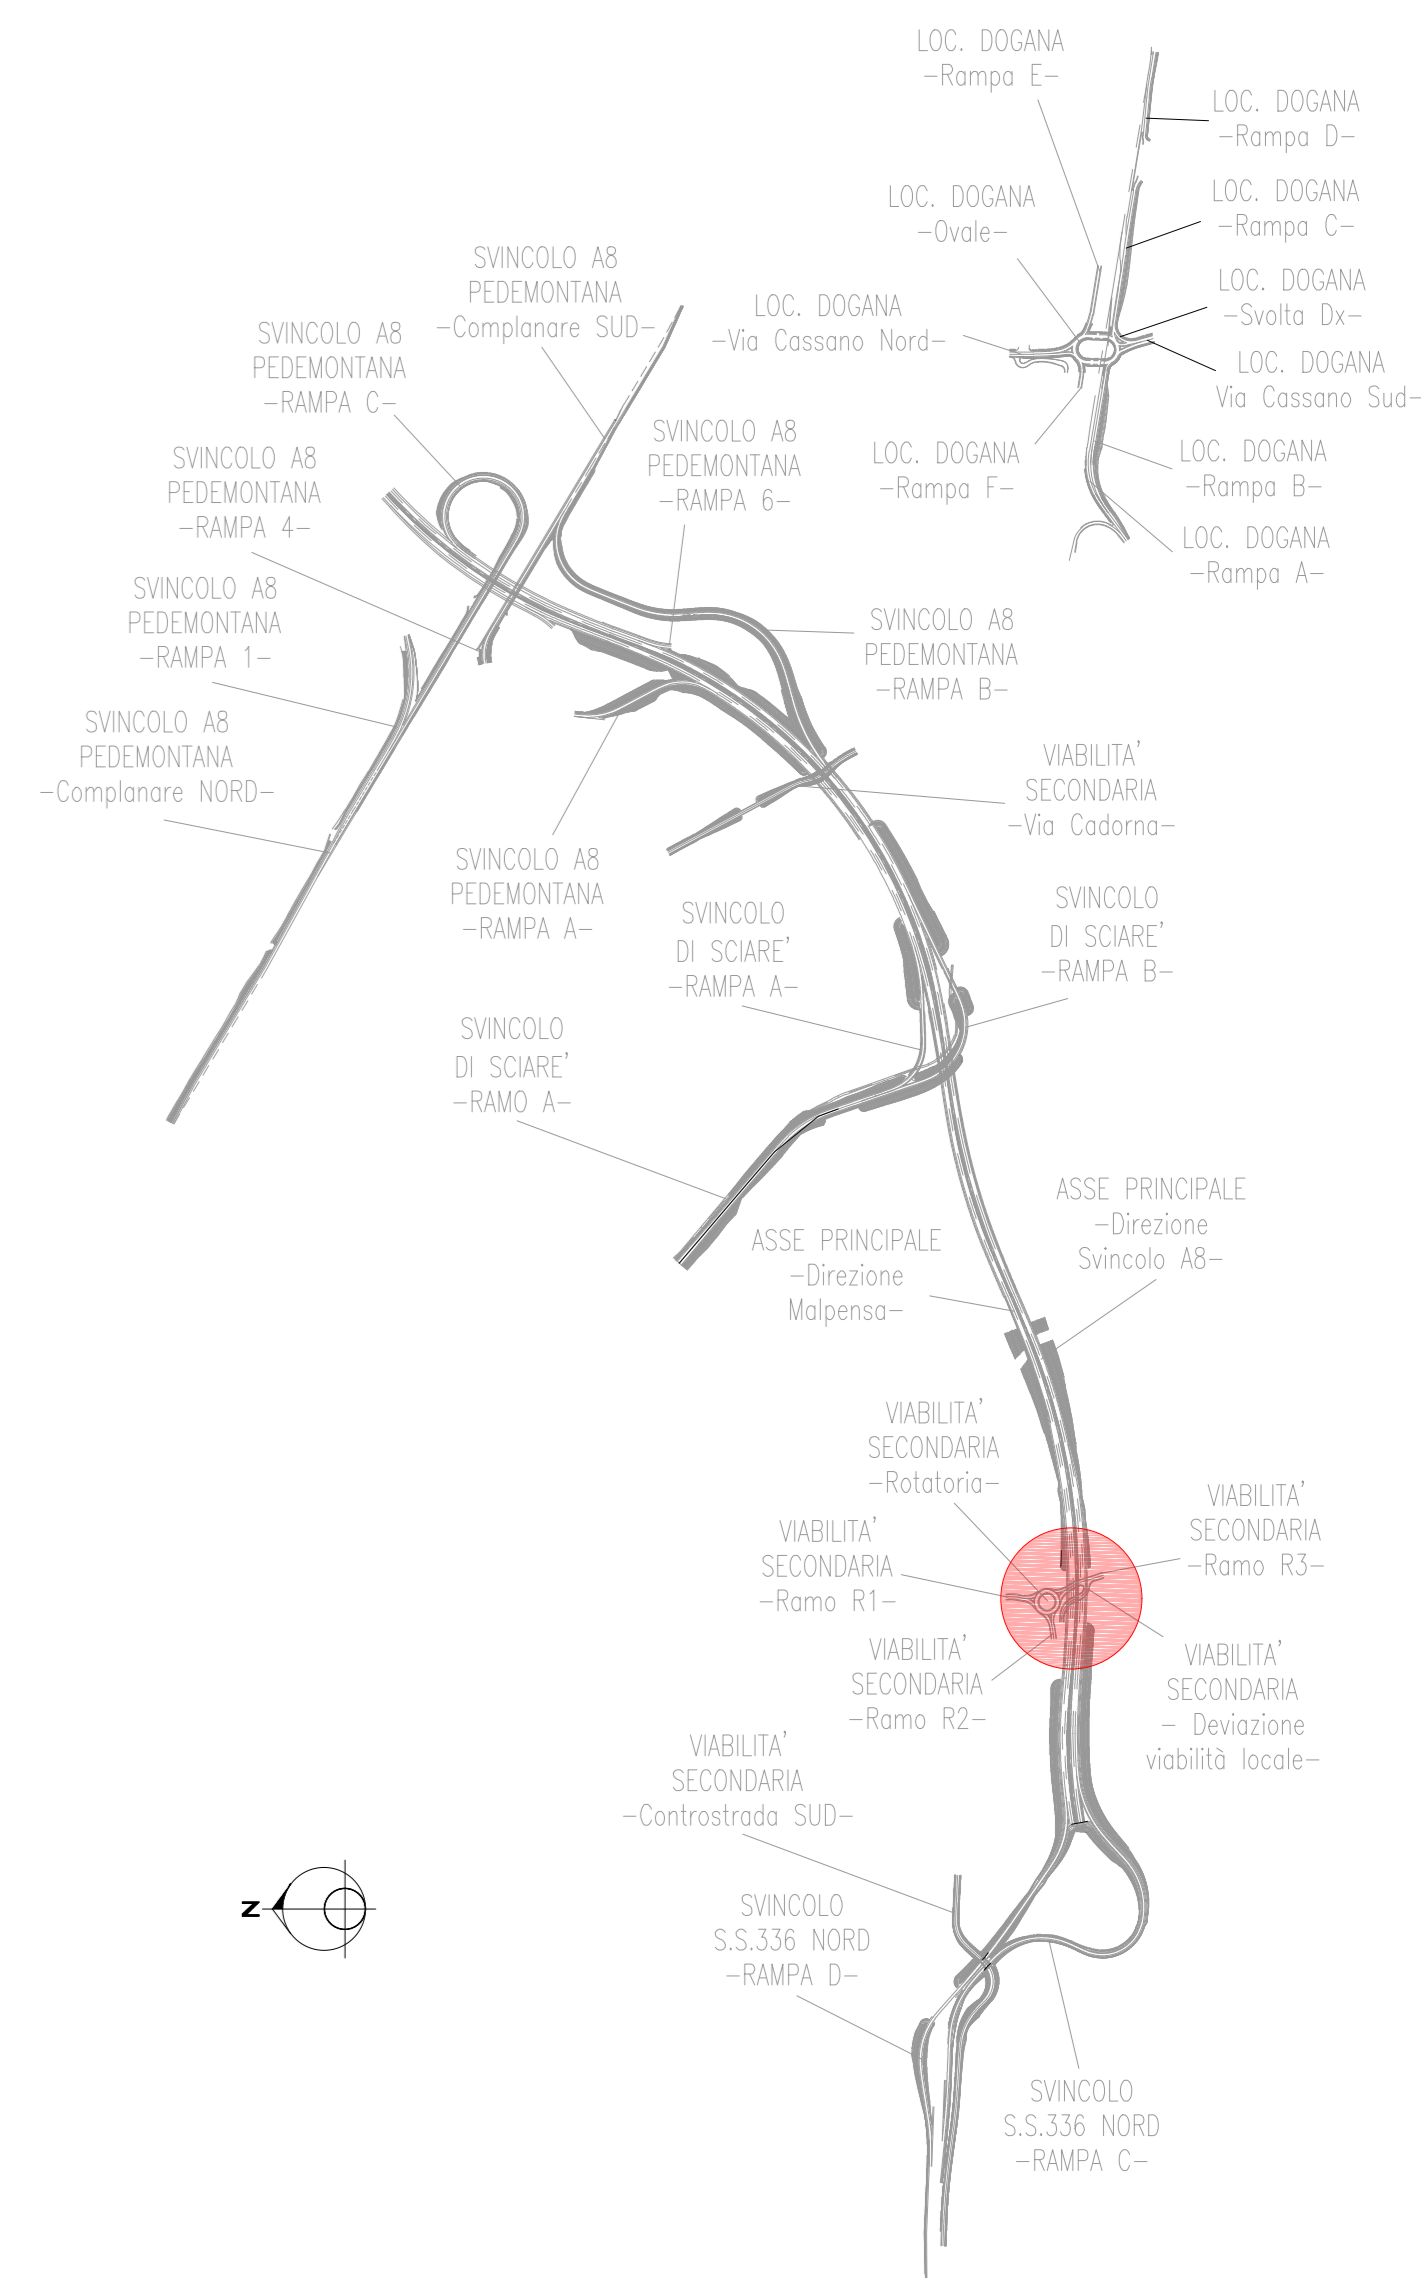 LOC. DOGANA
-Rampa E-
LOC. DOGANA
-Rampa D-
LOC. DOGANA
-Ovale-
LOC. DOGANA
-Rampa C-
SVINCOLO A8
PEDEMONTANA
-Complanare SUD-
LOC. DOGANA
-Svolta Dx-
LOC. DOGANA
-Via Cassano Nord-
SVINCOLO A8
PEDEMONTANA
-RAMPA C-
LOC. DOGANA
Via Cassano Sud-
SVINCOLO A8
PEDEMONTANA
-RAMPA 6-
SVINCOLO A8
PEDEMONTANA
-RAMPA 4-
LOC. DOGANA
-Rampa F-
LOC. DOGANA
-Rampa B-
LOC. DOGANA
-Rampa A-
SVINCOLO A8
PEDEMONTANA
-RAMPA 1-
SVINCOLO A8
PEDEMONTANA
-RAMPA B-
SVINCOLO A8
PEDEMONTANA
-Complanare NORD-
VIABILITA'
SECONDARIA
-Via Cadorna-
SVINCOLO A8
PEDEMONTANA
-RAMPA A-
SVINCOLO
DI SCIARE'
-RAMPA A-
SVINCOLO
DI SCIARE'
-RAMPA B-
SVINCOLO
DI SCIARE'
-RAMO A-
ASSE PRINCIPALE
-Direzione
Svincolo A8-
ASSE PRINCIPALE
-Direzione
Malpensa-
VIABILITA'
SECONDARIA
-Rotatoria-
VIABILITA'
SECONDARIA
-Ramo R3-
VIABILITA'
SECONDARIA
-Ramo R1-
VIABILITA'
SECONDARIA
-Ramo R2-
VIABILITA'
SECONDARIA
- Deviazione
viabilità locale-
VIABILITA'
SECONDARIA
-Controstrada SUD-
N
SVINCOLO
S.S.336 NORD
-RAMPA D-
SVINCOLO
S.S.336 NORD
-RAMPA C-